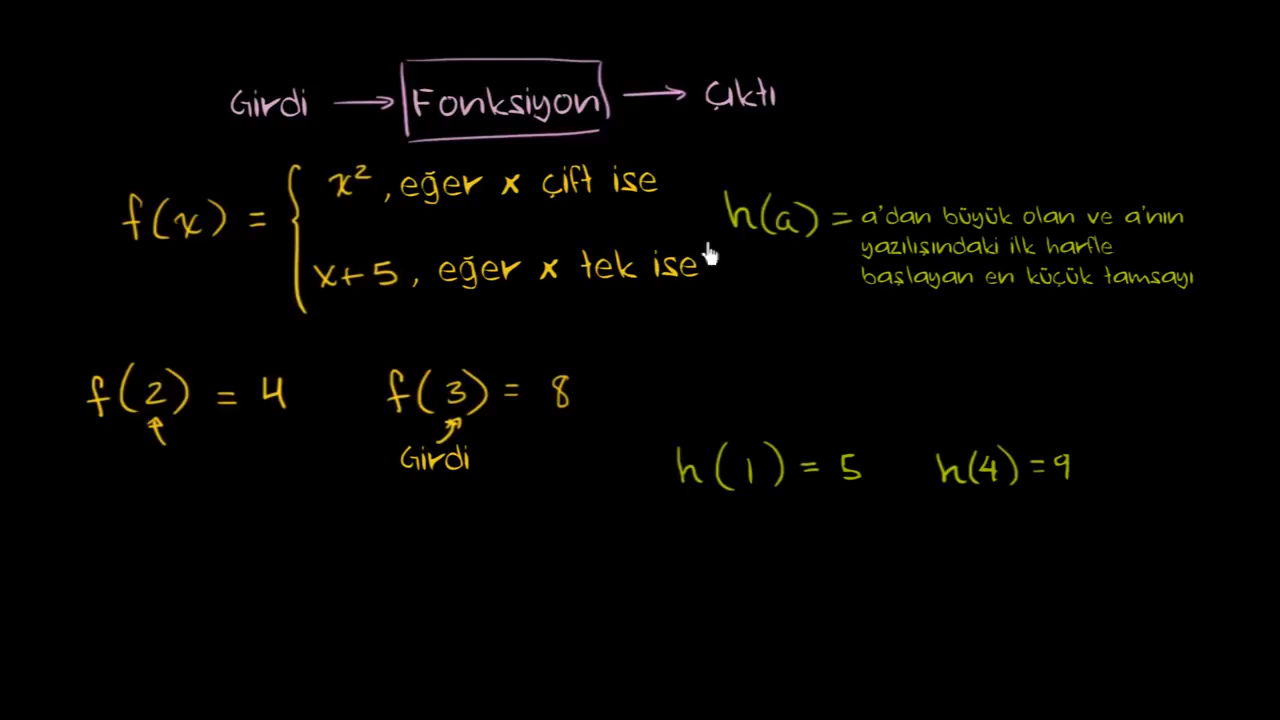 Girdi → Fonksiyon → Çıktı
f(x) = { x², eğer x çift ise
x+5, eğer x tek ise
h(a) = a'dan büyük olan ve a'nın
yazılışındaki ilk harfle
başlayan en küçük tamsayı
f(2) = 4 f(3) = 8
Girdi
h(1) = 5 h(4) = 9